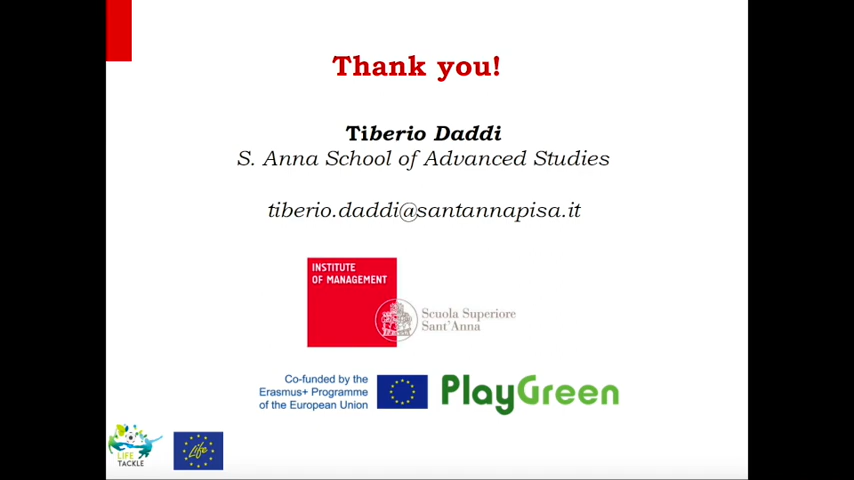 Thank you!
Tiberio Daddi
S. Anna School of Advanced Studies
tiberio.daddi@santannapisa.it
INSTITUTE
OF MANAGEMENT
Scuola Superiore
Sant'Anna
Co-funded by the
Erasmus+ Programme
of the European Union
PlayGreen
LIFE
TACKLE
Life